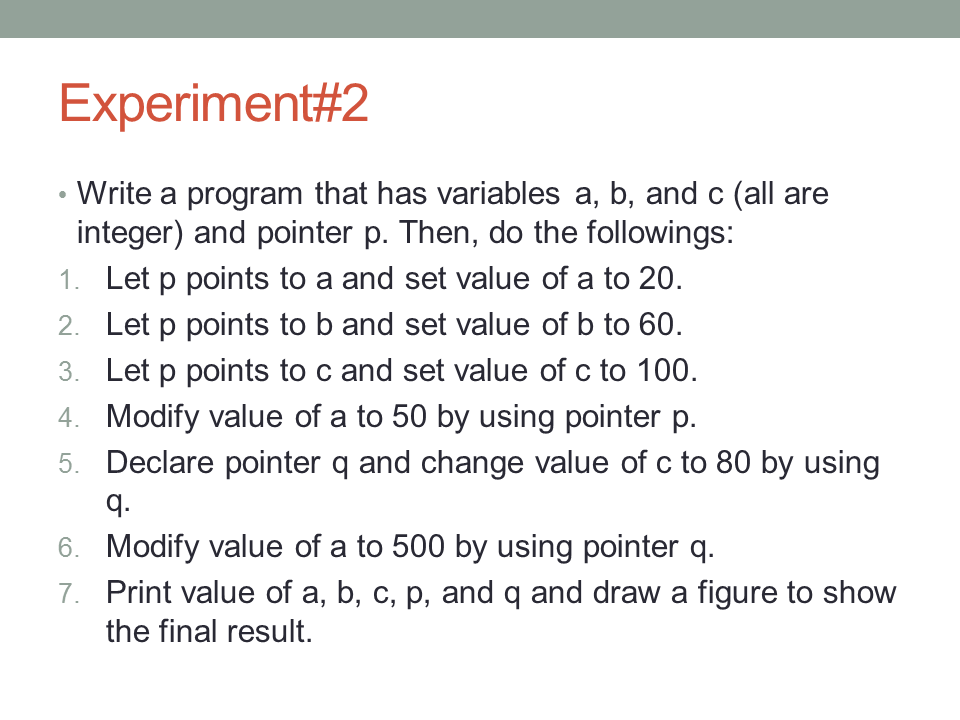 Experiment#2
• Write a program that has variables a, b, and c (all are
integer) and pointer p. Then, do the followings:
1. Let p points to a and set value of a to 20.
2. Let p points to b and set value of b to 60.
3. Let p points to c and set value of c to 100.
4. Modify value of a to 50 by using pointer p.
5. Declare pointer q and change value of c to 80 by using
q.
6. Modify value of a to 500 by using pointer q.
7. Print value of a, b, c, p, and q and draw a figure to show
the final result.